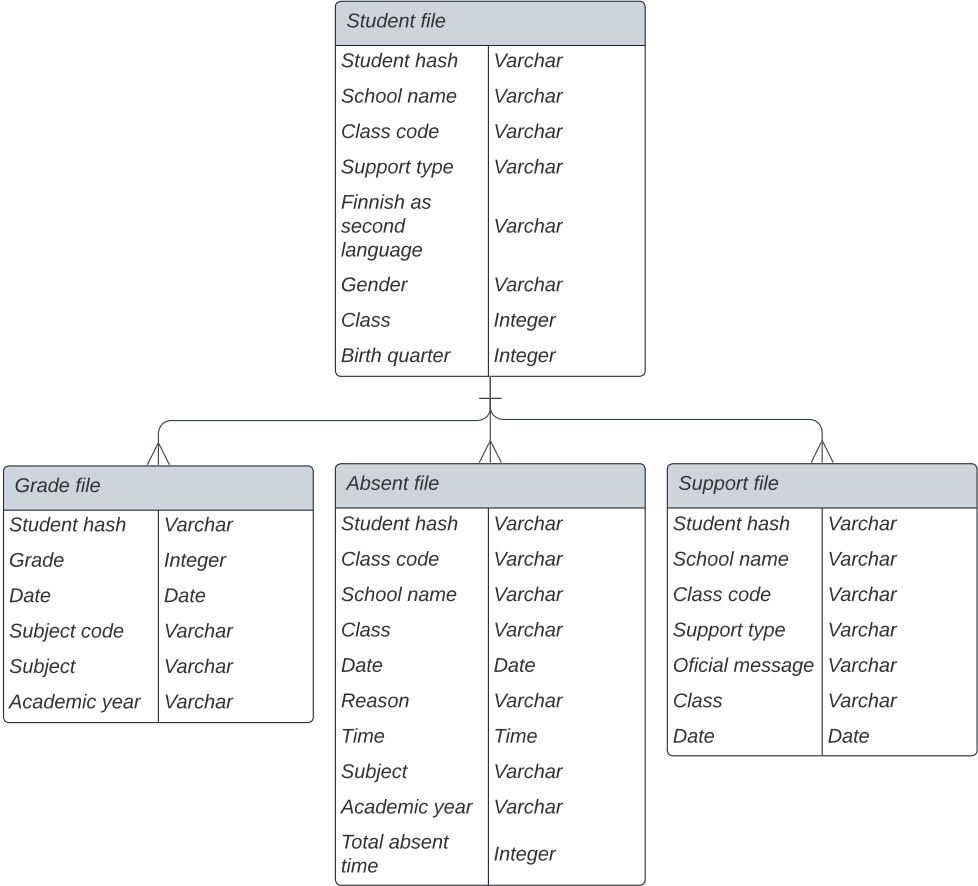 Student file
Student hash Varchar
School name Varchar
Class code Varchar
Support type Varchar
Finnish as
second Varchar
language
Gender Varchar
Class Integer
Birth quarter Integer
Grade file
Student hash Varchar
Grade Integer
Date Date
Subject code Varchar
Subject Varchar
Academic year Varchar
Absent file
Student hash Varchar
Class code Varchar
School name Varchar
Class Varchar
Date Date
Reason Varchar
Time Time
Subject Varchar
Academic year Varchar
Total absent
time Integer
Support file
Student hash Varchar
School name Varchar
Class code Varchar
Support type Varchar
Oficial message Varchar
Class Varchar
Date Date